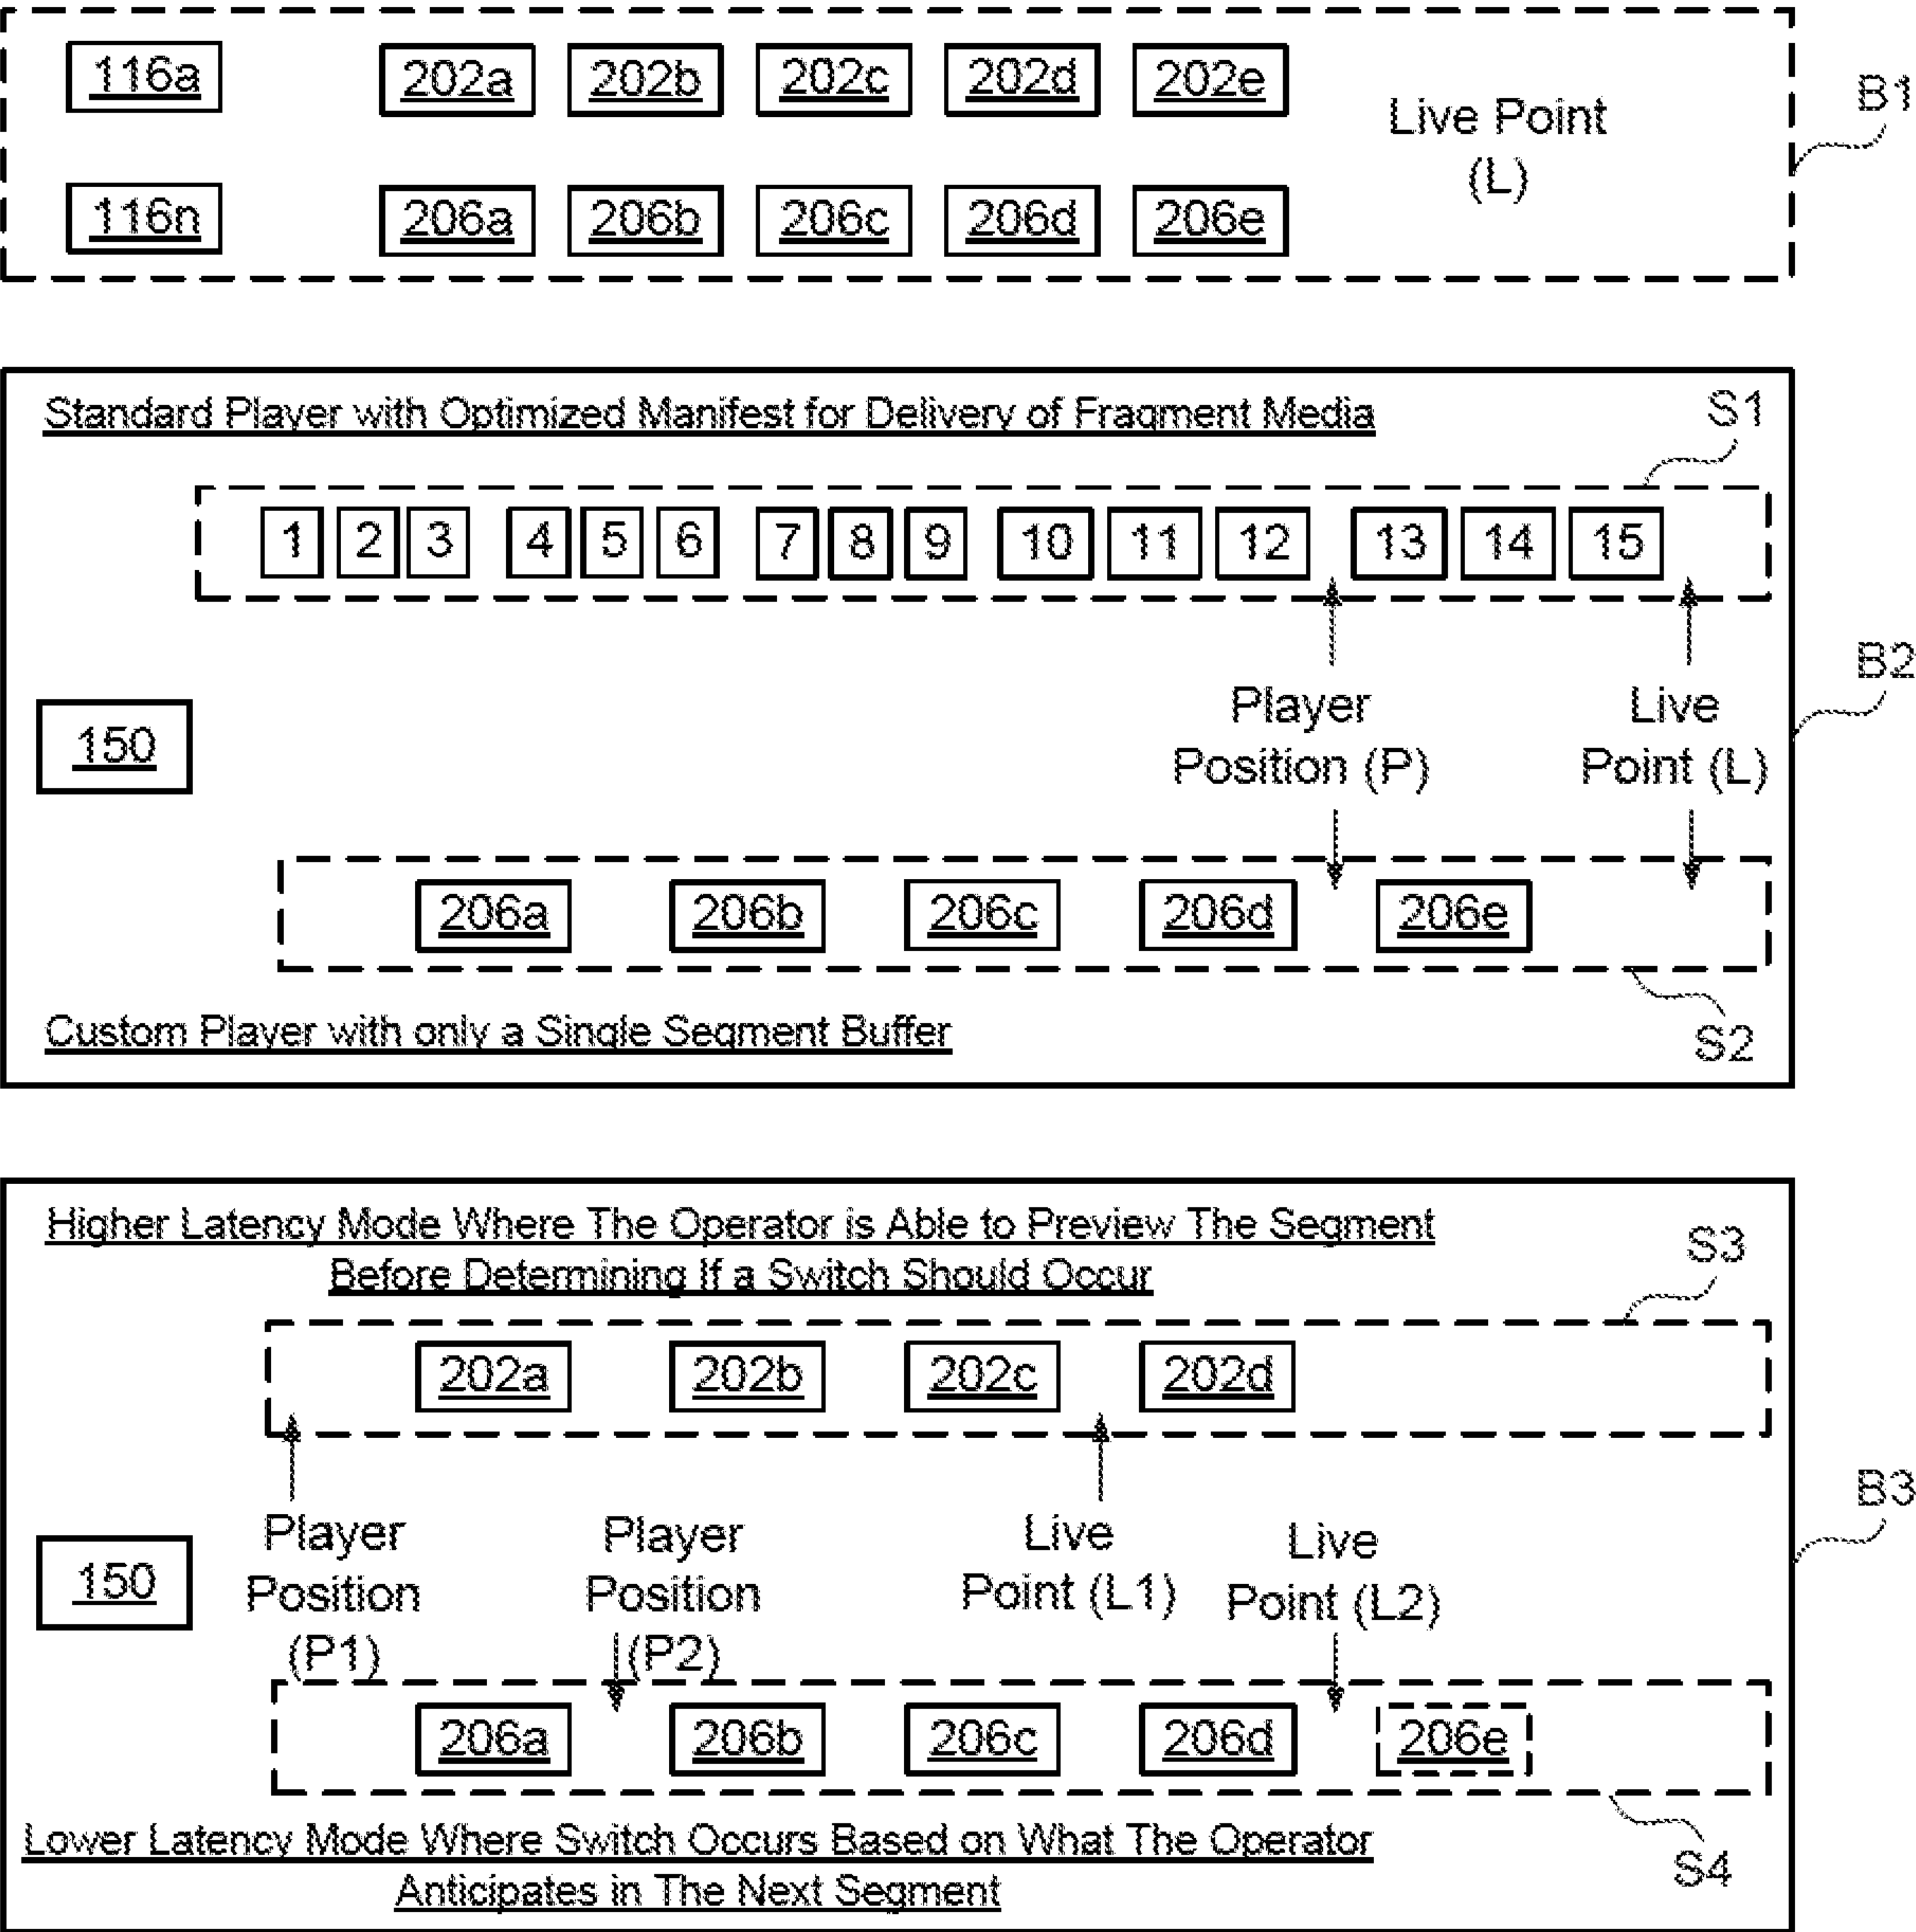 116a 202a 202b 202c 202d 202e
B1
Live Point
(L)
116n 206a 206b 206c 206d 206e
Standard Player with Optimized Manifest for Delivery of Fragment Media
S1
1 2 3 4 5 6 7 8 9 10 11 12 13 14 15
B2
Player
Position (P)
Live
Point (L)
150
206a 206b 206c 206d 206e
Custom Player with only a Single Segment Buffer
S2
Higher Latency Mode Where The Operator is Able to Preview The Segment
Before Determining If a Switch Should Occur
S3
202a 202b 202c 202d
B3
Player
Position
(P1)
Player
Position
(P2)
Live
Point (L1)
Live
Point (L2)
150
206a 206b 206c 206d 206e
Lower Latency Mode Where Switch Occurs Based on What The Operator
Anticipates in The Next Segment
S4